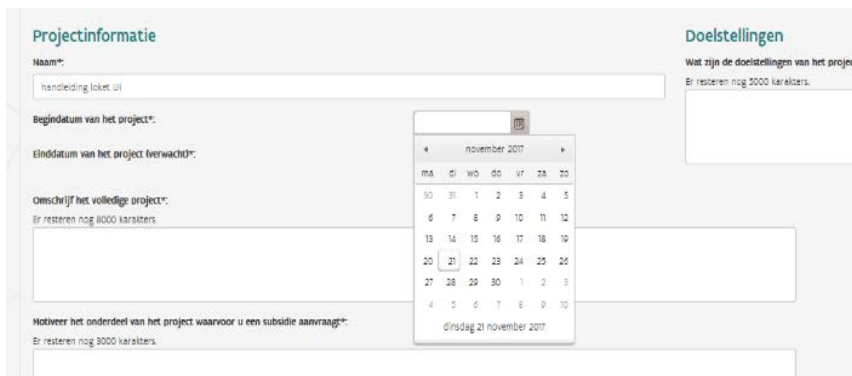 Projectinformatie
Naam*:
handleiding loket UI
Begindatum van het project*:
Einddatum van het project (verwacht)*:
november 2017
ma di wo do vr za zo
30 31 1 2 3 4 5
6 7 8 9 10 11 12
13 14 15 16 17 18 19
20 21 22 23 24 25 26
27 28 29 30 1 2 3
4 5 6 7 8 9 10
dinsdag 21 november 2017
Omschrijf het volledige project*:
Er resteren nog 8000 karakters.
Motiveer het onderdeel van het project waarvoor u een subsidie aanvraagt*:
Er resteren nog 3000 karakters.
Doelstellingen
Wat zijn de doelstellingen van het projec
Er resteren nog 5000 karakters.